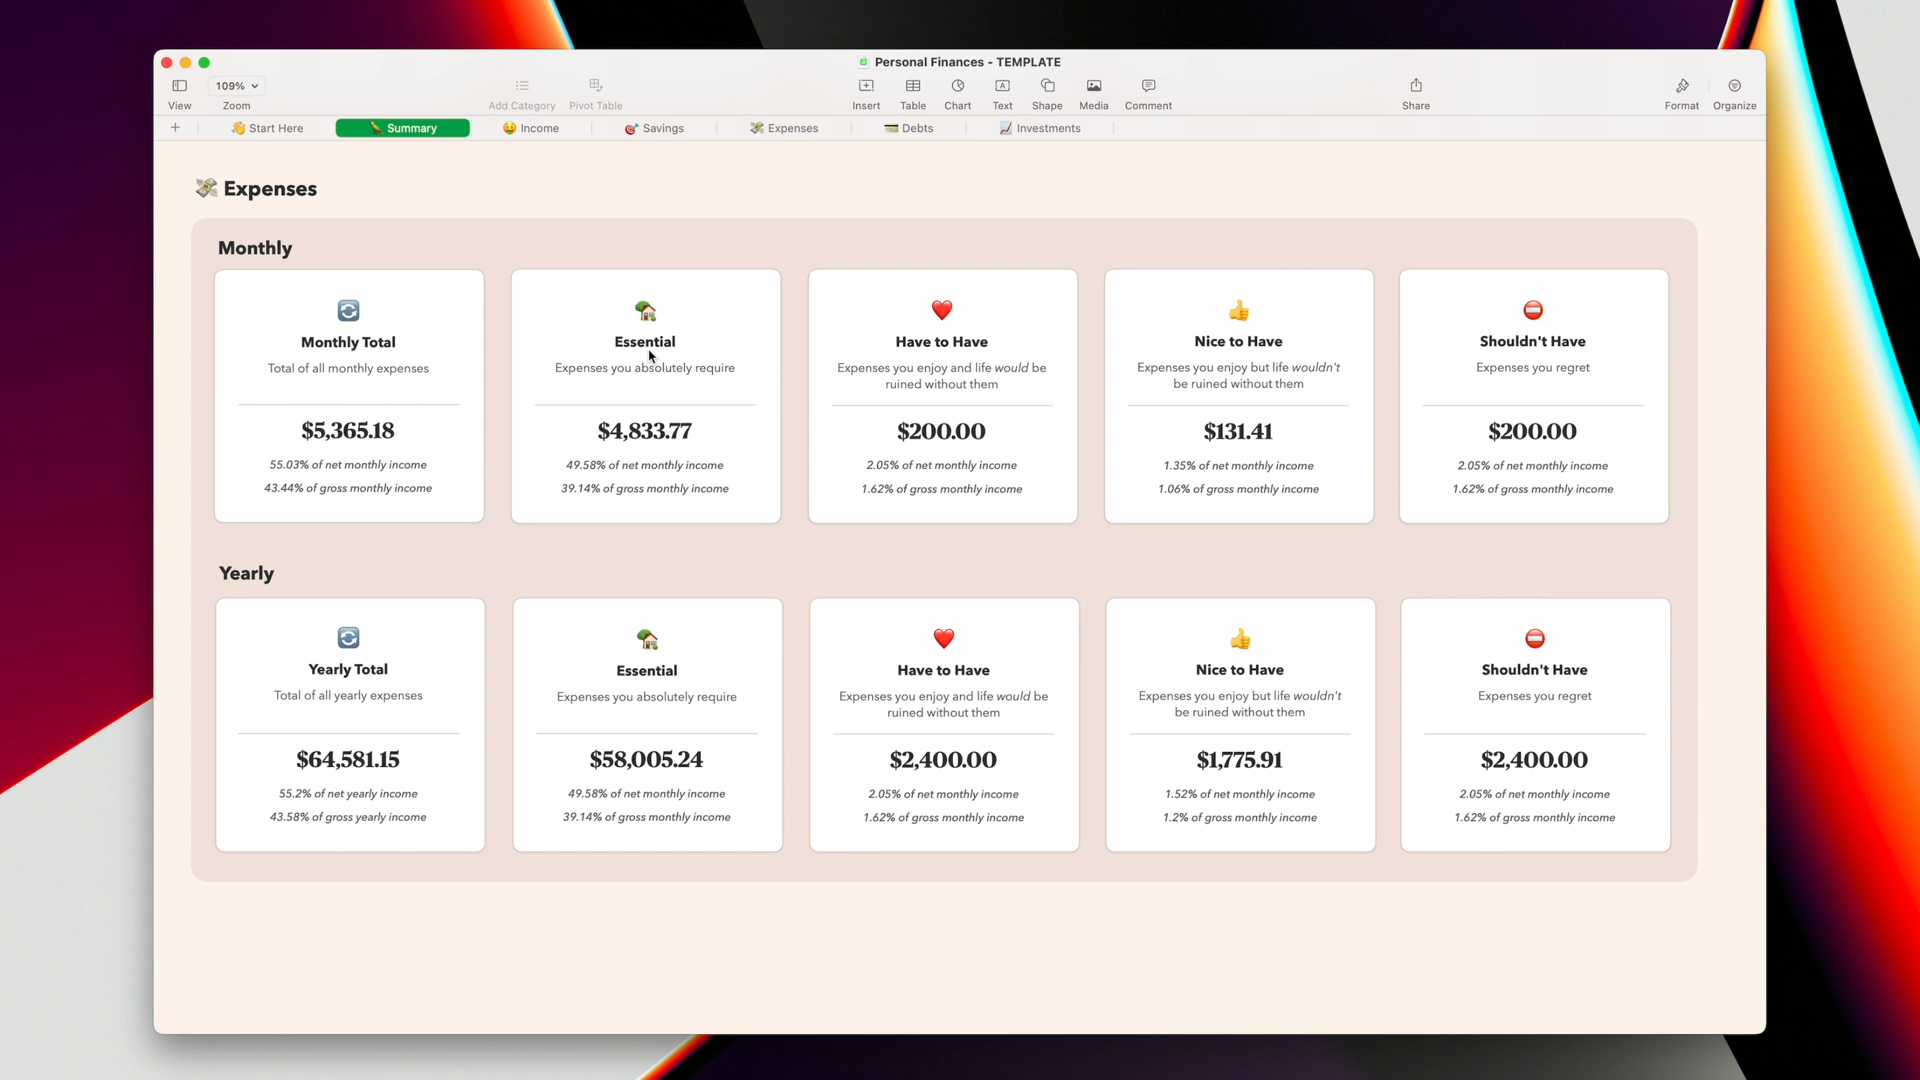 Personal Finances - TEMPLATE
109%
View
Zoom
Add Category
Pivot Table
Insert
Table
Chart
Text
Shape
Media
Comment
Share
Format
Organize
Start Here
Summary
Income
Savings
Expenses
Debts
Investments
Expenses
Monthly
Monthly Total
Total of all monthly expenses
$5,365.18
55.03% of net monthly income
43.44% of gross monthly income
Essential
Expenses you absolutely require
$4,833.77
49.58% of net monthly income
39.14% of gross monthly income
Have to Have
Expenses you enjoy and life would be
ruined without them
$200.00
2.05% of net monthly income
1.62% of gross monthly income
Nice to Have
Expenses you enjoy but life wouldn't
be ruined without them
$131.41
1.35% of net monthly income
1.06% of gross monthly income
Shouldn't Have
Expenses you regret
$200.00
2.05% of net monthly income
1.62% of gross monthly income
Yearly
Yearly Total
Total of all yearly expenses
$64,581.15
55.2% of net yearly income
43.58% of gross yearly income
Essential
Expenses you absolutely require
$58,005.24
49.58% of net monthly income
39.14% of gross monthly income
Have to Have
Expenses you enjoy and life would be
ruined without them
$2,400.00
2.05% of net monthly income
1.62% of gross monthly income
Nice to Have
Expenses you enjoy but life wouldn't
be ruined without them
$1,775.91
1.52% of net monthly income
1.2% of gross monthly income
Shouldn't Have
Expenses you regret
$2,400.00
2.05% of net monthly income
1.62% of gross monthly income